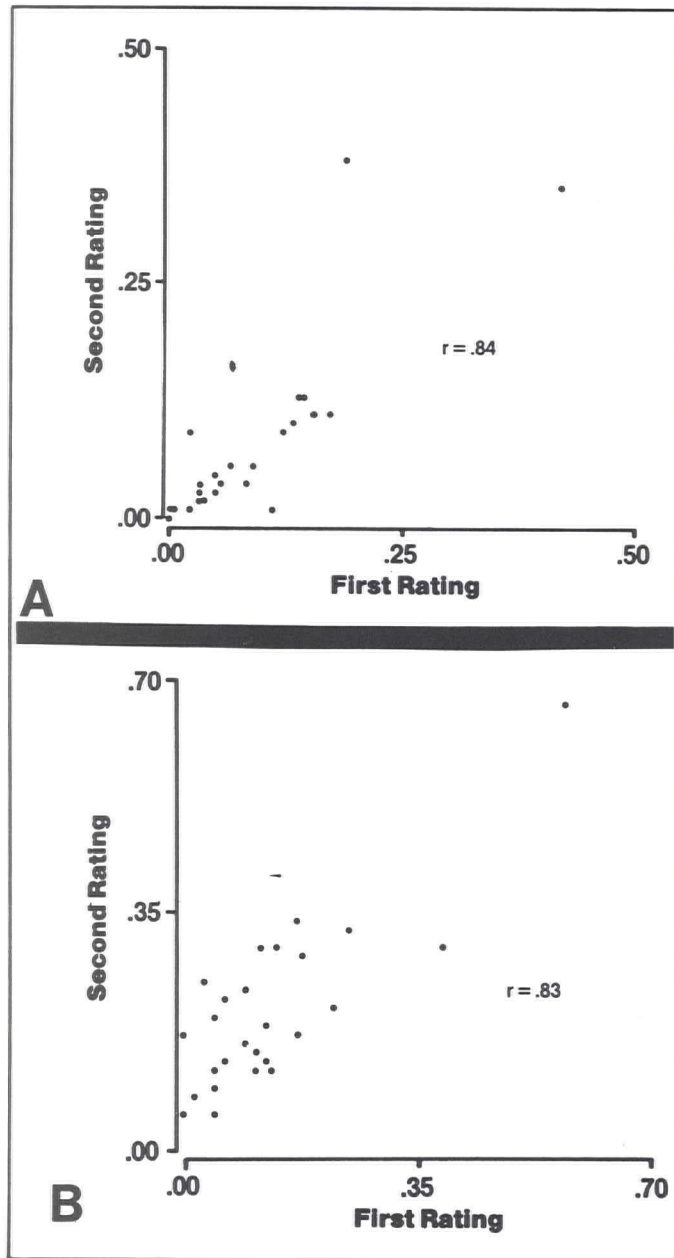 .50
Second Rating
.25
r = .84
.00
.00 .25 .50
First Rating
A
.70
Second Rating
.35
r = .83
.00
.00 .35 .70
First Rating
B